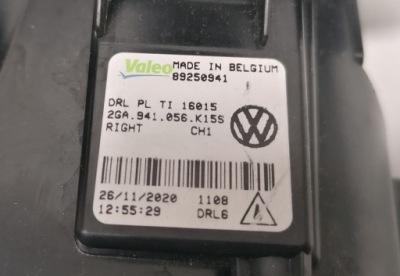 Valeo MADE IN BELGIUM
89250941
DRL PL TI 16015
2GA.941.056.K15S
RIGHT CH1
26/11/2020 1108
12:55:29 DRL6